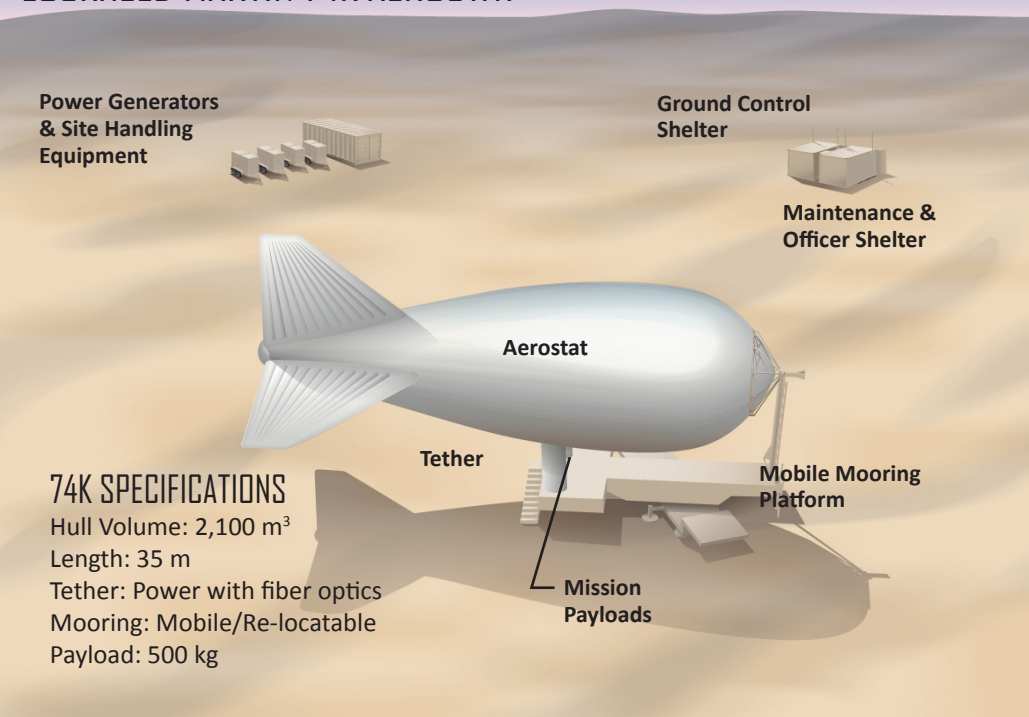 Power Generators
& Site Handling
Equipment
Ground Control
Shelter
Maintenance &
Officer Shelter
Aerostat
Tether
Mobile Mooring
Platform
Mission
Payloads
74K SPECIFICATIONS
Hull Volume: 2,100 m³
Length: 35 m
Tether: Power with fiber optics
Mooring: Mobile/Re-locatable
Payload: 500 kg